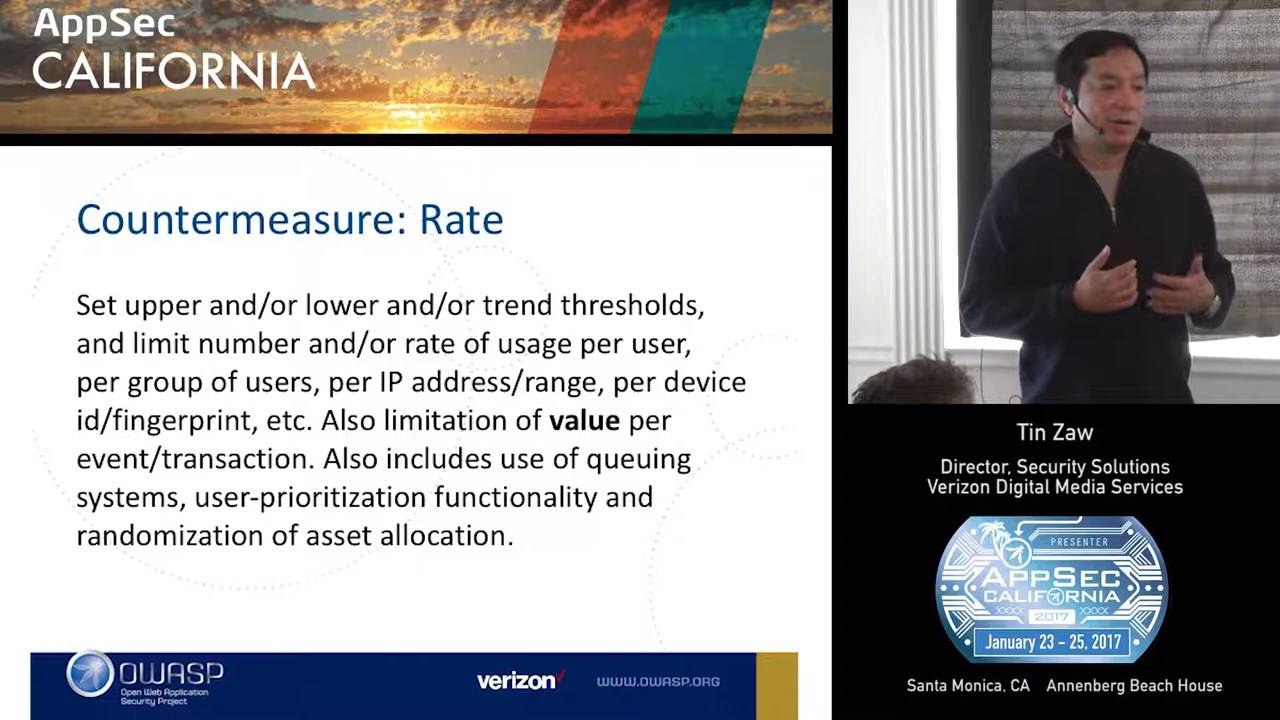 AppSec
CALIFORNIA
Countermeasure: Rate
Set upper and/or lower and/or trend thresholds,
and limit number and/or rate of usage per user,
per group of users, per IP address/range, per device
id/fingerprint, etc. Also limitation of value per
event/transaction. Also includes use of queuing
systems, user-prioritization functionality and
randomization of asset allocation.
OWASP
Open Web Application
Security Project
verizon
WWW.OWASP.ORG
Tin Zaw
Director, Security Solutions
Verizon Digital Media Services
PRESENTER
APPSEC
CALIFORNIA
XXXX 2017 XXXX
January 23 - 25, 2017
Santa Monica, CA Annenberg Beach House